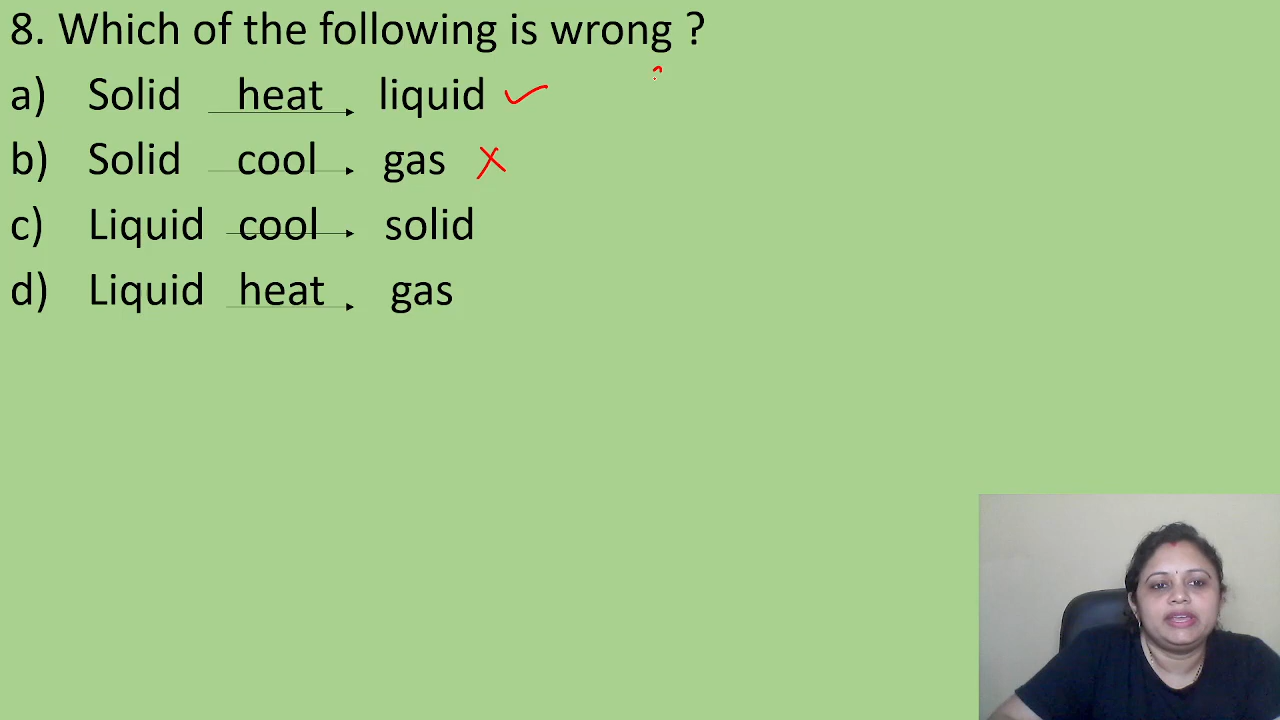 8. Which of the following is wrong ?
a) Solid heat liquid
b) Solid cool gas
c) Liquid cool solid
d) Liquid heat gas